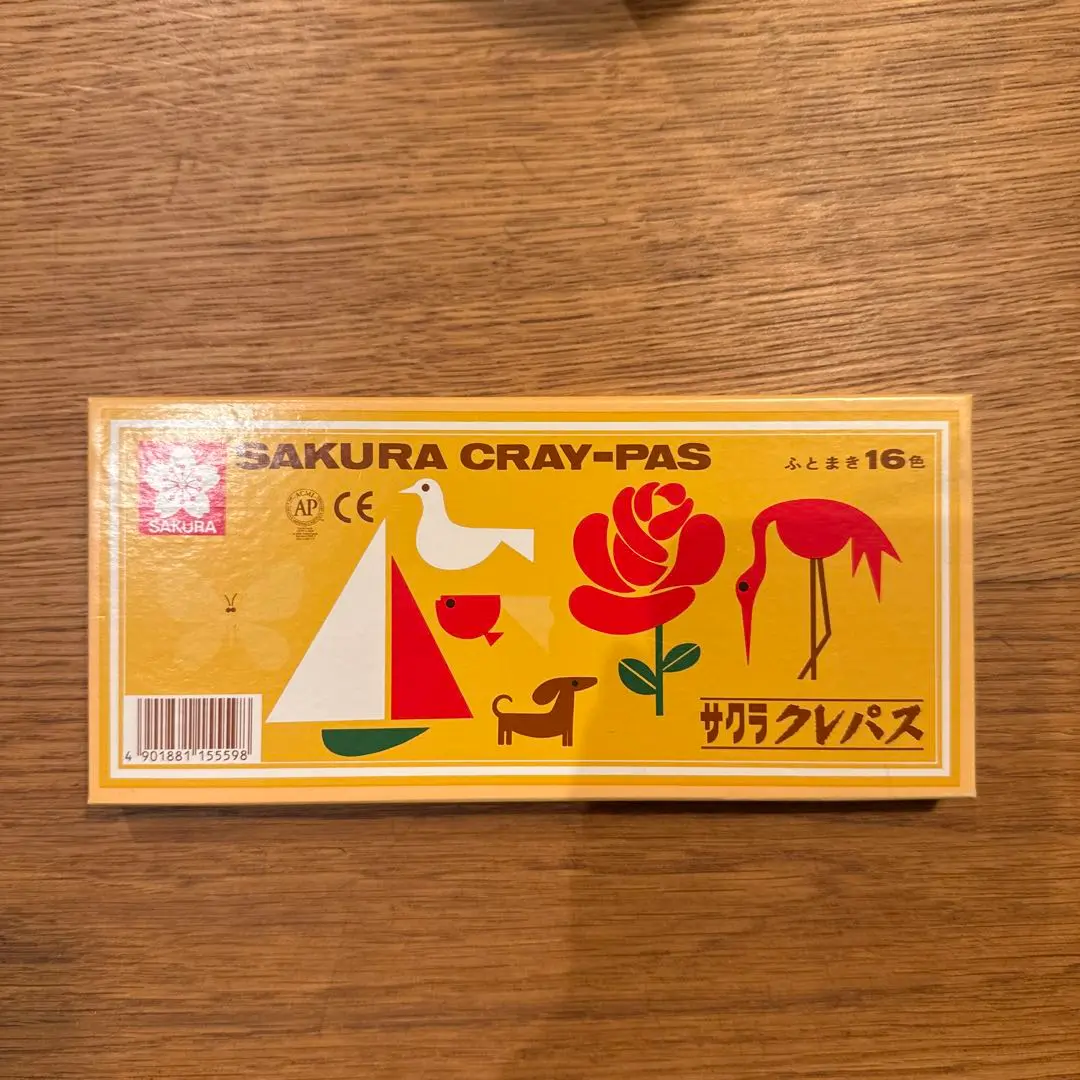 SAKURA CRAY-PAS
ふとまき16色
SAKURA
AP
CE
サクラクレパス
4 901881 155598